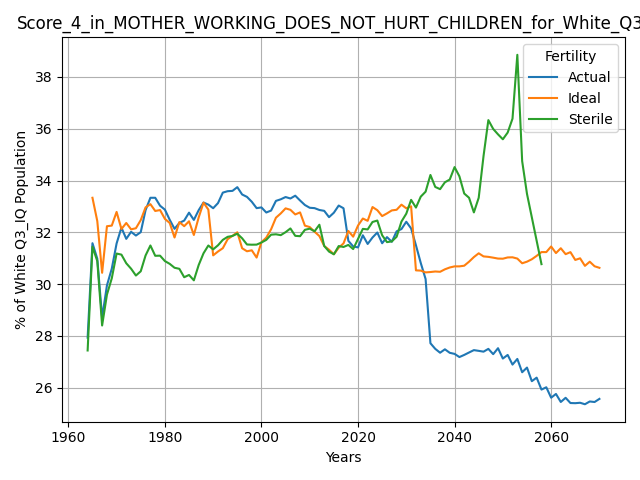 Score_4_in_MOTHER_WORKING_DOES_NOT_HURT_CHILDREN_for_White_Q3
Fertility
Actual
Ideal
Sterile
% of White Q3_IQ Population
38
36
34
32
30
28
26
1960
1980
2000
2020
2040
2060
Years